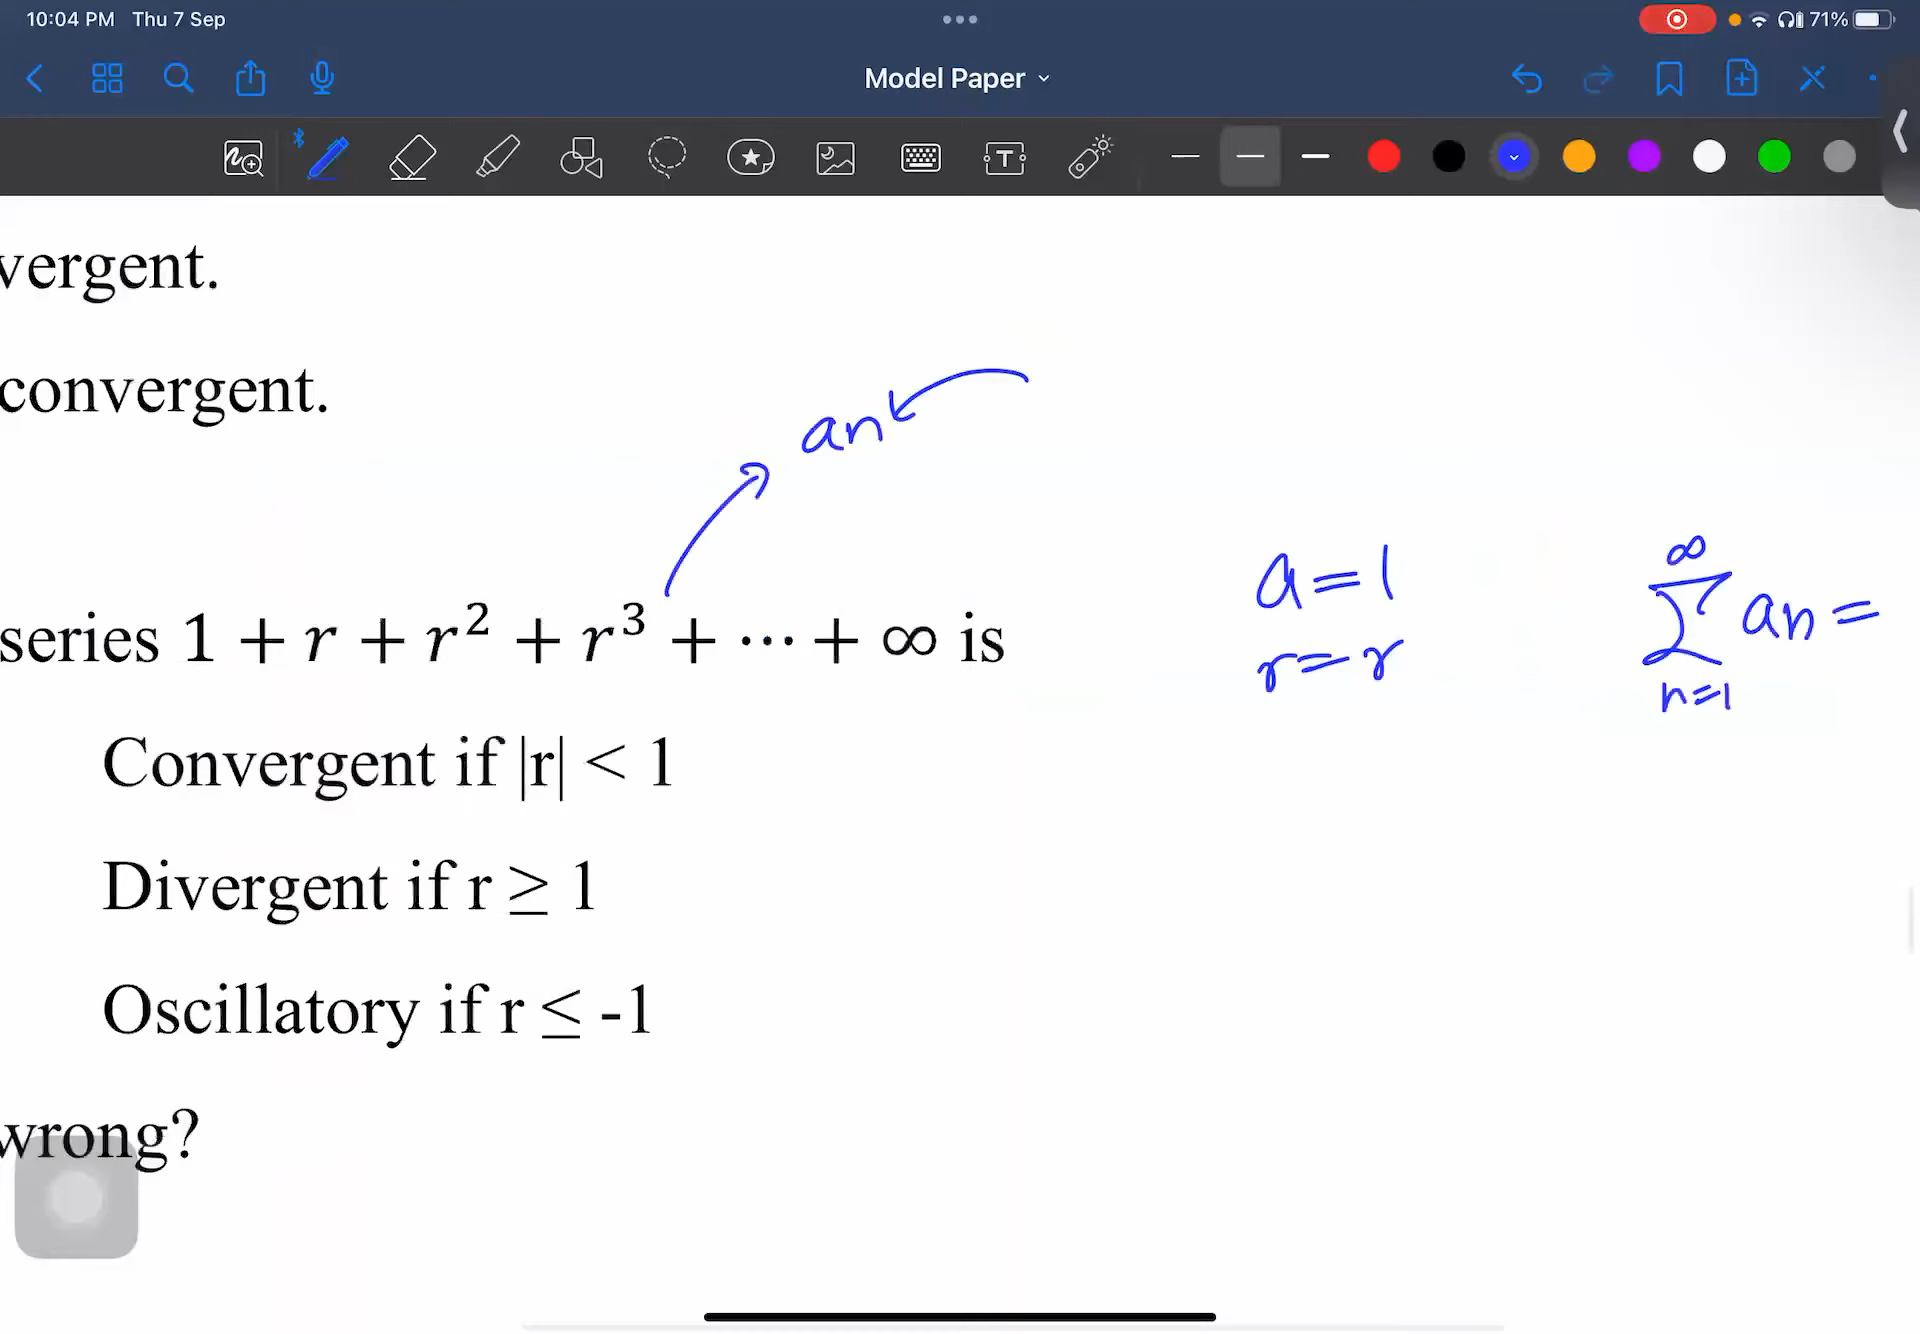 10:04 PM Thu 7 Sep
71%
Model Paper
T
vergent.
convergent.
an
series 1 + r + r² + r³ + ⋯ + ∞ is
a=1
r=r
∞
∑ an=
n=1
Convergent if |r| < 1
Divergent if r ≥ 1
Oscillatory if r ≤ -1
wrong?